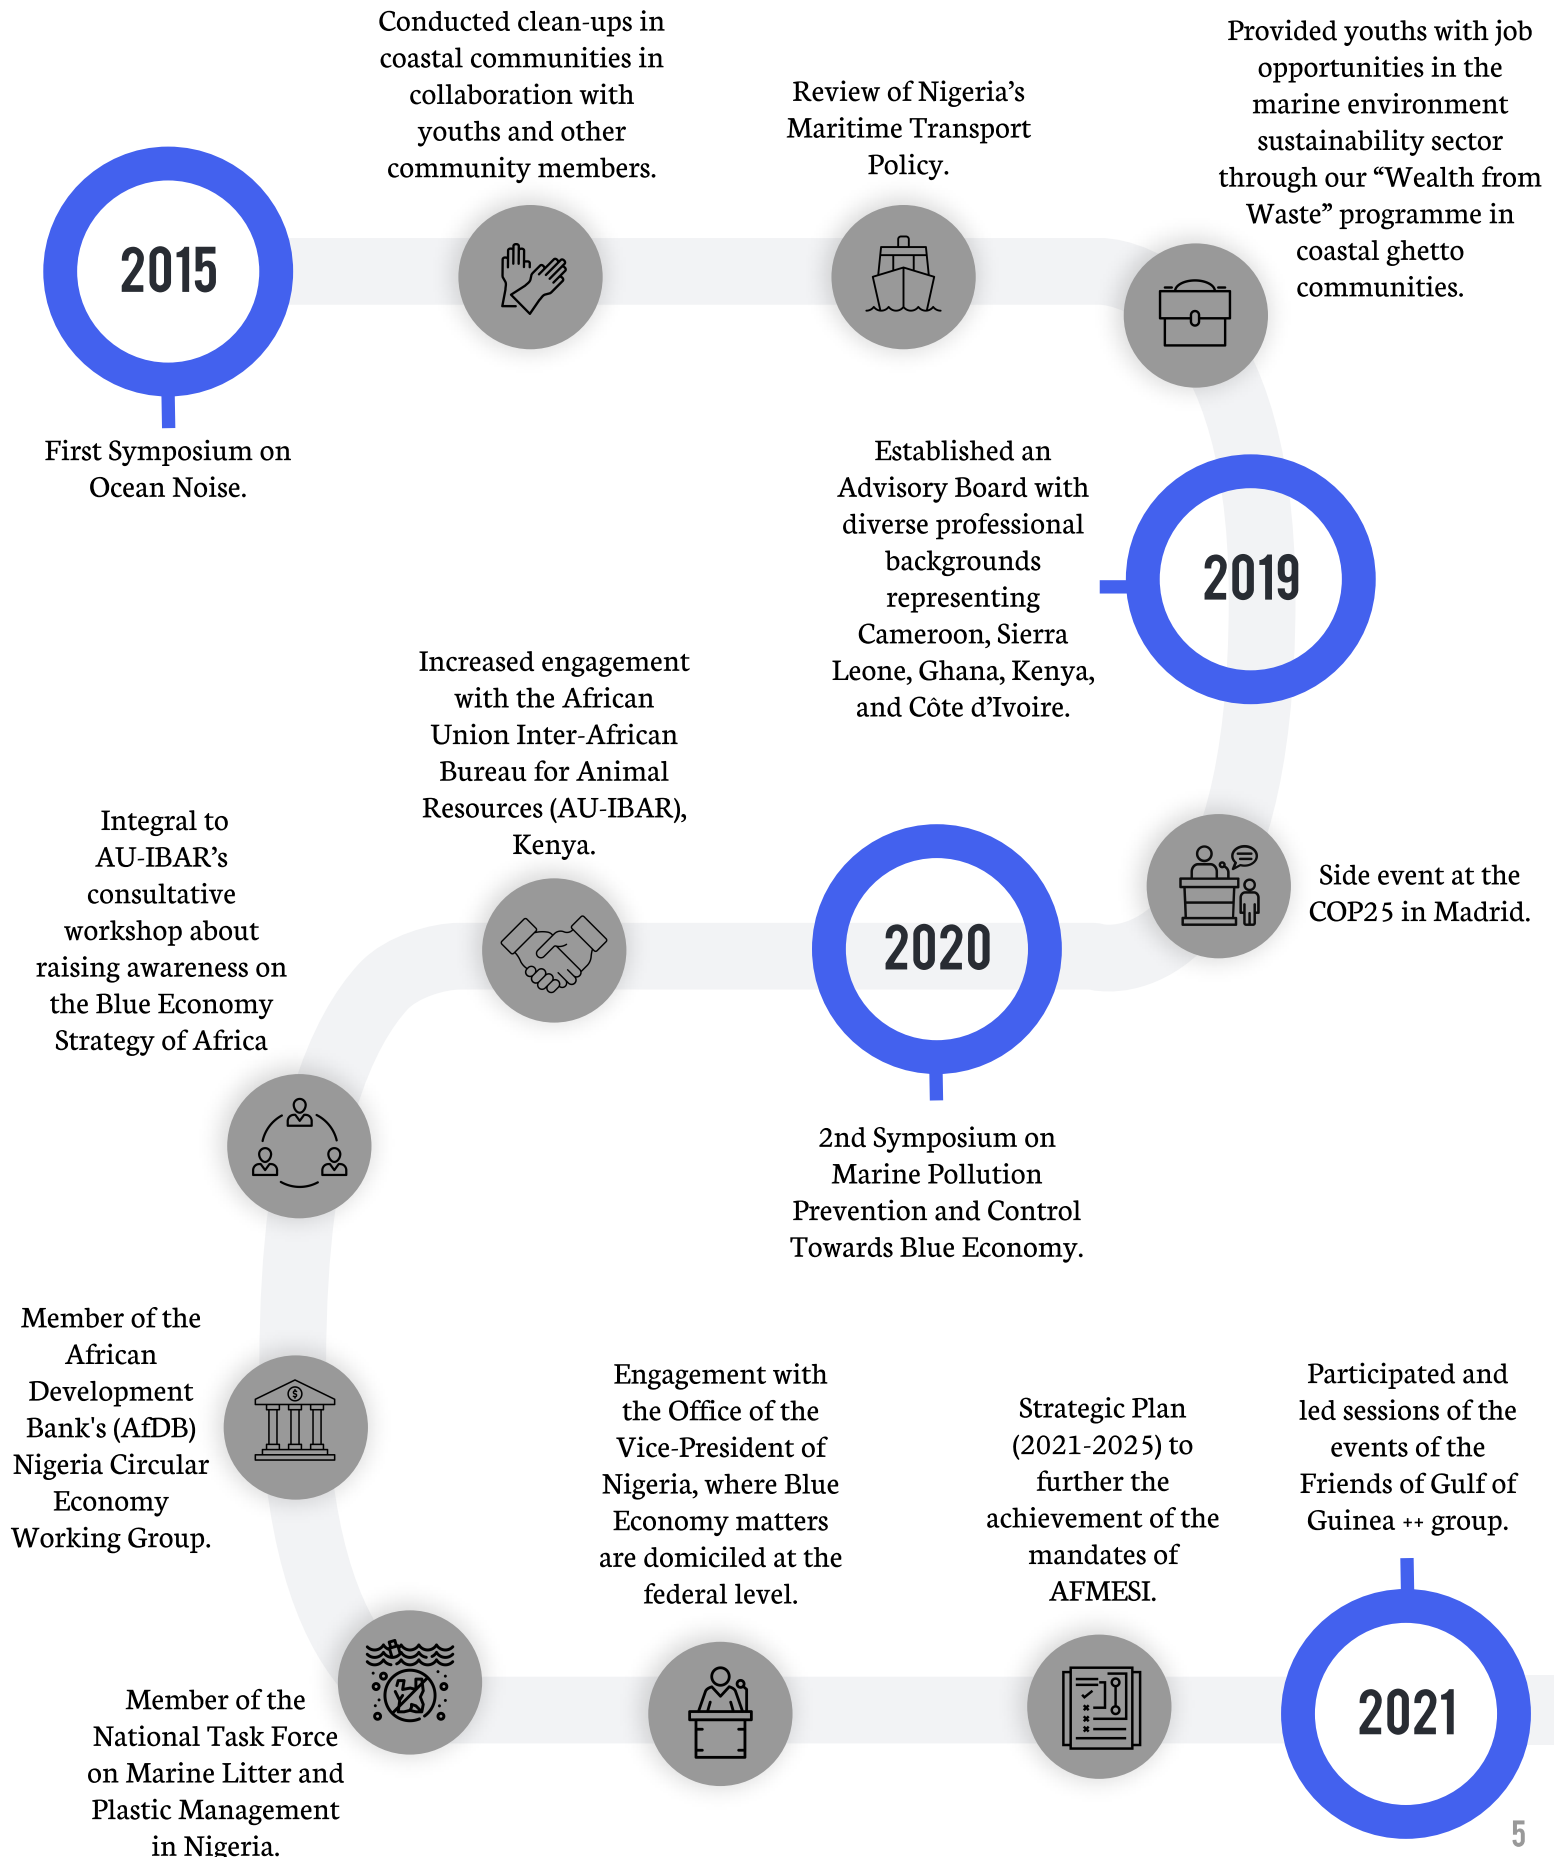 2015
First Symposium on
Ocean Noise.
Conducted clean-ups in
coastal communities in
collaboration with
youths and other
community members.
Review of Nigeria’s
Maritime Transport
Policy.
Provided youths with job
opportunities in the
marine environment
sustainability sector
through our “Wealth from
Waste” programme in
coastal ghetto
communities.
2019
Established an
Advisory Board with
diverse professional
backgrounds
representing
Cameroon, Sierra
Leone, Ghana, Kenya,
and Côte d’Ivoire.
Side event at the
COP25 in Madrid.
2020
2nd Symposium on
Marine Pollution
Prevention and Control
Towards Blue Economy.
Increased engagement
with the African
Union Inter-African
Bureau for Animal
Resources (AU-IBAR),
Kenya.
Integral to
AU-IBAR’s
consultative
workshop about
raising awareness on
the Blue Economy
Strategy of Africa
Member of the
African
Development
Bank's (AfDB)
Nigeria Circular
Economy
Working Group.
$
Member of the
National Task Force
on Marine Litter and
Plastic Management
in Nigeria.
Engagement with
the Office of the
Vice-President of
Nigeria, where Blue
Economy matters
are domiciled at the
federal level.
Strategic Plan
(2021-2025) to
further the
achievement of the
mandates of
AFMESI.
Participated and
led sessions of the
events of the
Friends of Gulf of
Guinea ++ group.
2021
5